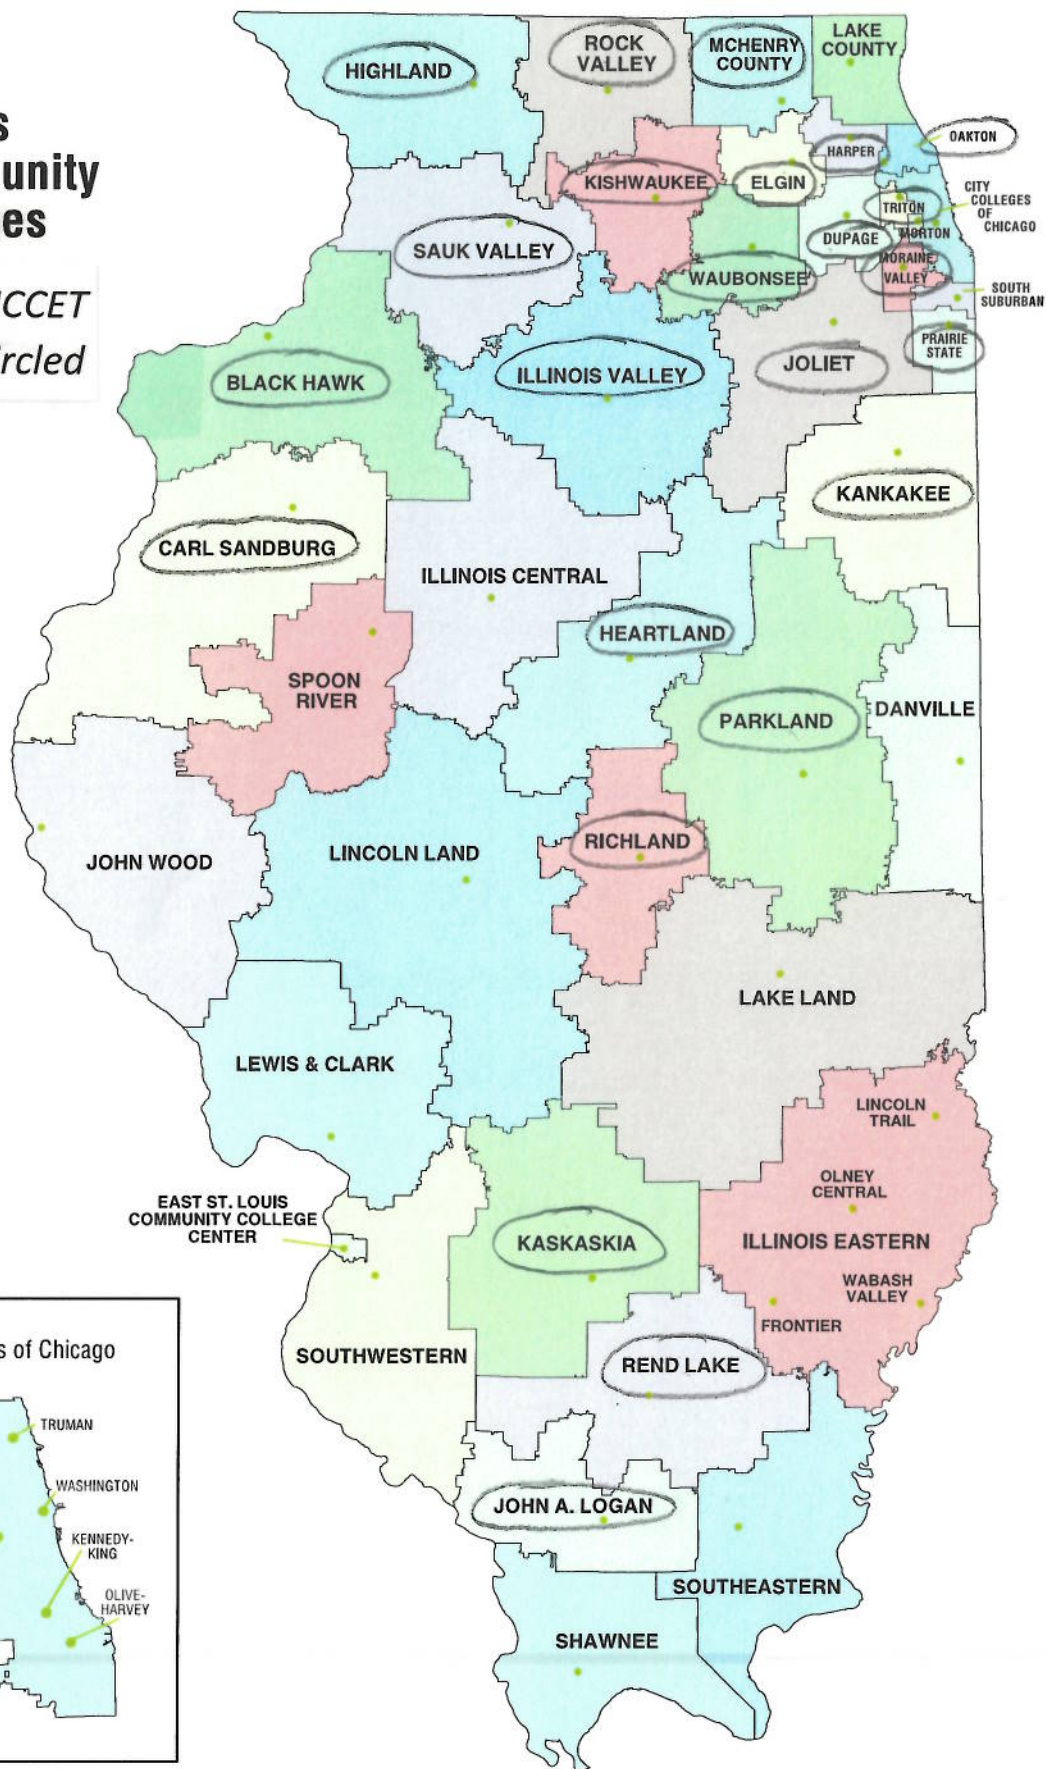 s
unity
es
CCET
rcled
HIGHLAND
ROCK
VALLEY
MCHENRY
COUNTY
LAKE
COUNTY
OAKTON
HARPER
KISHWAUKEE
ELGIN
CITY
COLLEGES
OF
CHICAGO
TRITON
MORTON
DUPAGE
SAUK VALLEY
WAUBONSEE
MORAINE
VALLEY
SOUTH
SUBURBAN
PRAIRIE
STATE
BLACK HAWK
ILLINOIS VALLEY
JOLIET
KANKAKEE
CARL SANDBURG
ILLINOIS CENTRAL
HEARTLAND
SPOON
RIVER
PARKLAND
DANVILLE
JOHN WOOD
LINCOLN LAND
RICHLAND
LAKE LAND
LEWIS & CLARK
LINCOLN
TRAIL
OLNEY
CENTRAL
EAST ST. LOUIS
COMMUNITY COLLEGE
CENTER
KASKASKIA
ILLINOIS EASTERN
WABASH
VALLEY
FRONTIER
SOUTHWESTERN
REND LAKE
JOHN A. LOGAN
SOUTHEASTERN
SHAWNEE
s of Chicago
TRUMAN
WASHINGTON
KENNEDY-
KING
OLIVE-
HARVEY